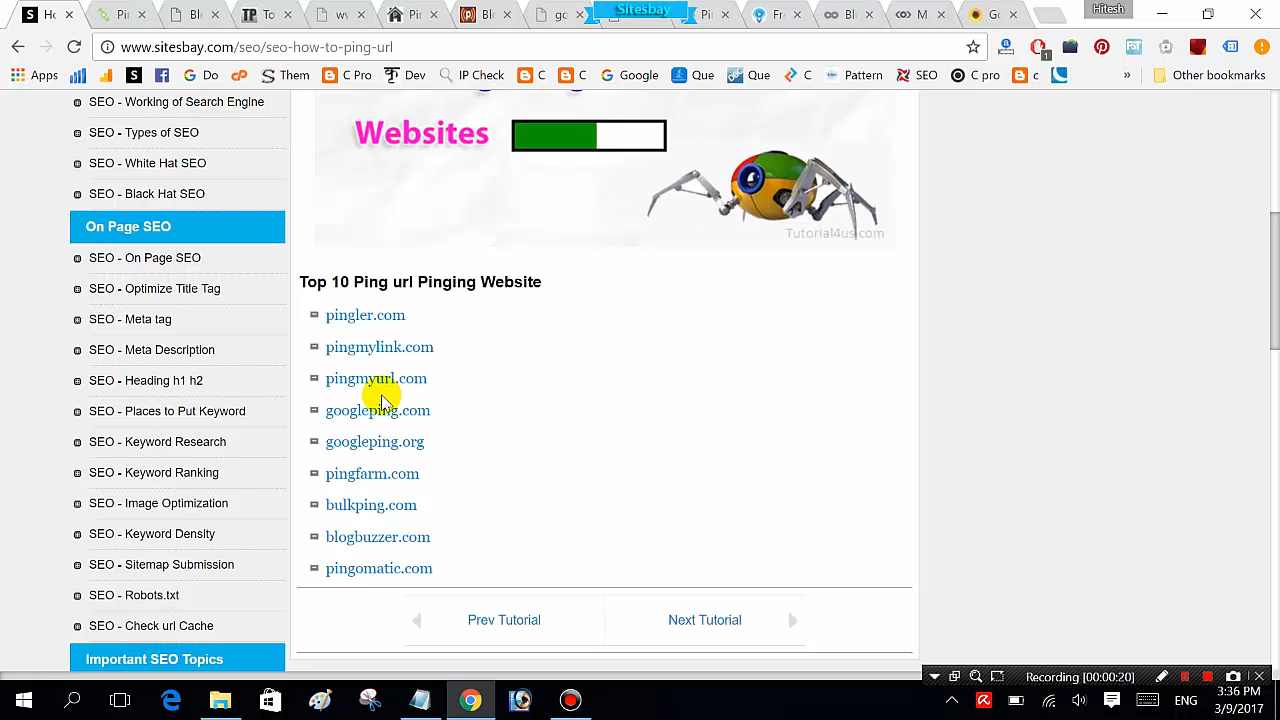 Sitesbay
Hitesh
www.sitesbay.com/seo/seo-how-to-ping-url
Apps
Do
Them
C Pro
Dev
IP Check
C
C
Google
Que
Que
C
Pattern
SEO
C pro
c
»
Other bookmarks
SEO - Working of Search Engine
SEO - Types of SEO
SEO - White Hat SEO
SEO - Black Hat SEO
On Page SEO
SEO - On Page SEO
SEO - Optimize Title Tag
SEO - Meta tag
SEO - Meta Description
SEO - Heading h1 h2
SEO - Places to Put Keyword
SEO - Keyword Research
SEO - Keyword Ranking
SEO - Image Optimization
SEO - Keyword Density
SEO - Sitemap Submission
SEO - Robots.txt
SEO - Check url Cache
Important SEO Topics
Websites
Tutorial4us.com
Top 10 Ping url Pinging Website
pingler.com
pingmylink.com
pingmyurl.com
googleping.com
googleping.org
pingfarm.com
bulkping.com
blogbuzzer.com
pingomatic.com
Prev Tutorial
Next Tutorial
Recording [00:00:20]
ENG
3:36 PM
3/9/2017